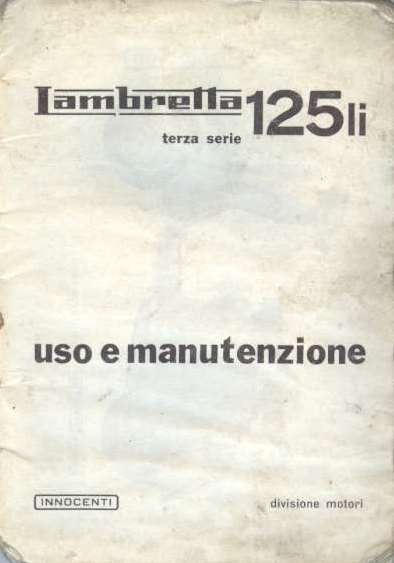 Lambretta 125li
terza serie
uso e manutenzione
INNOCENTI divisione motori